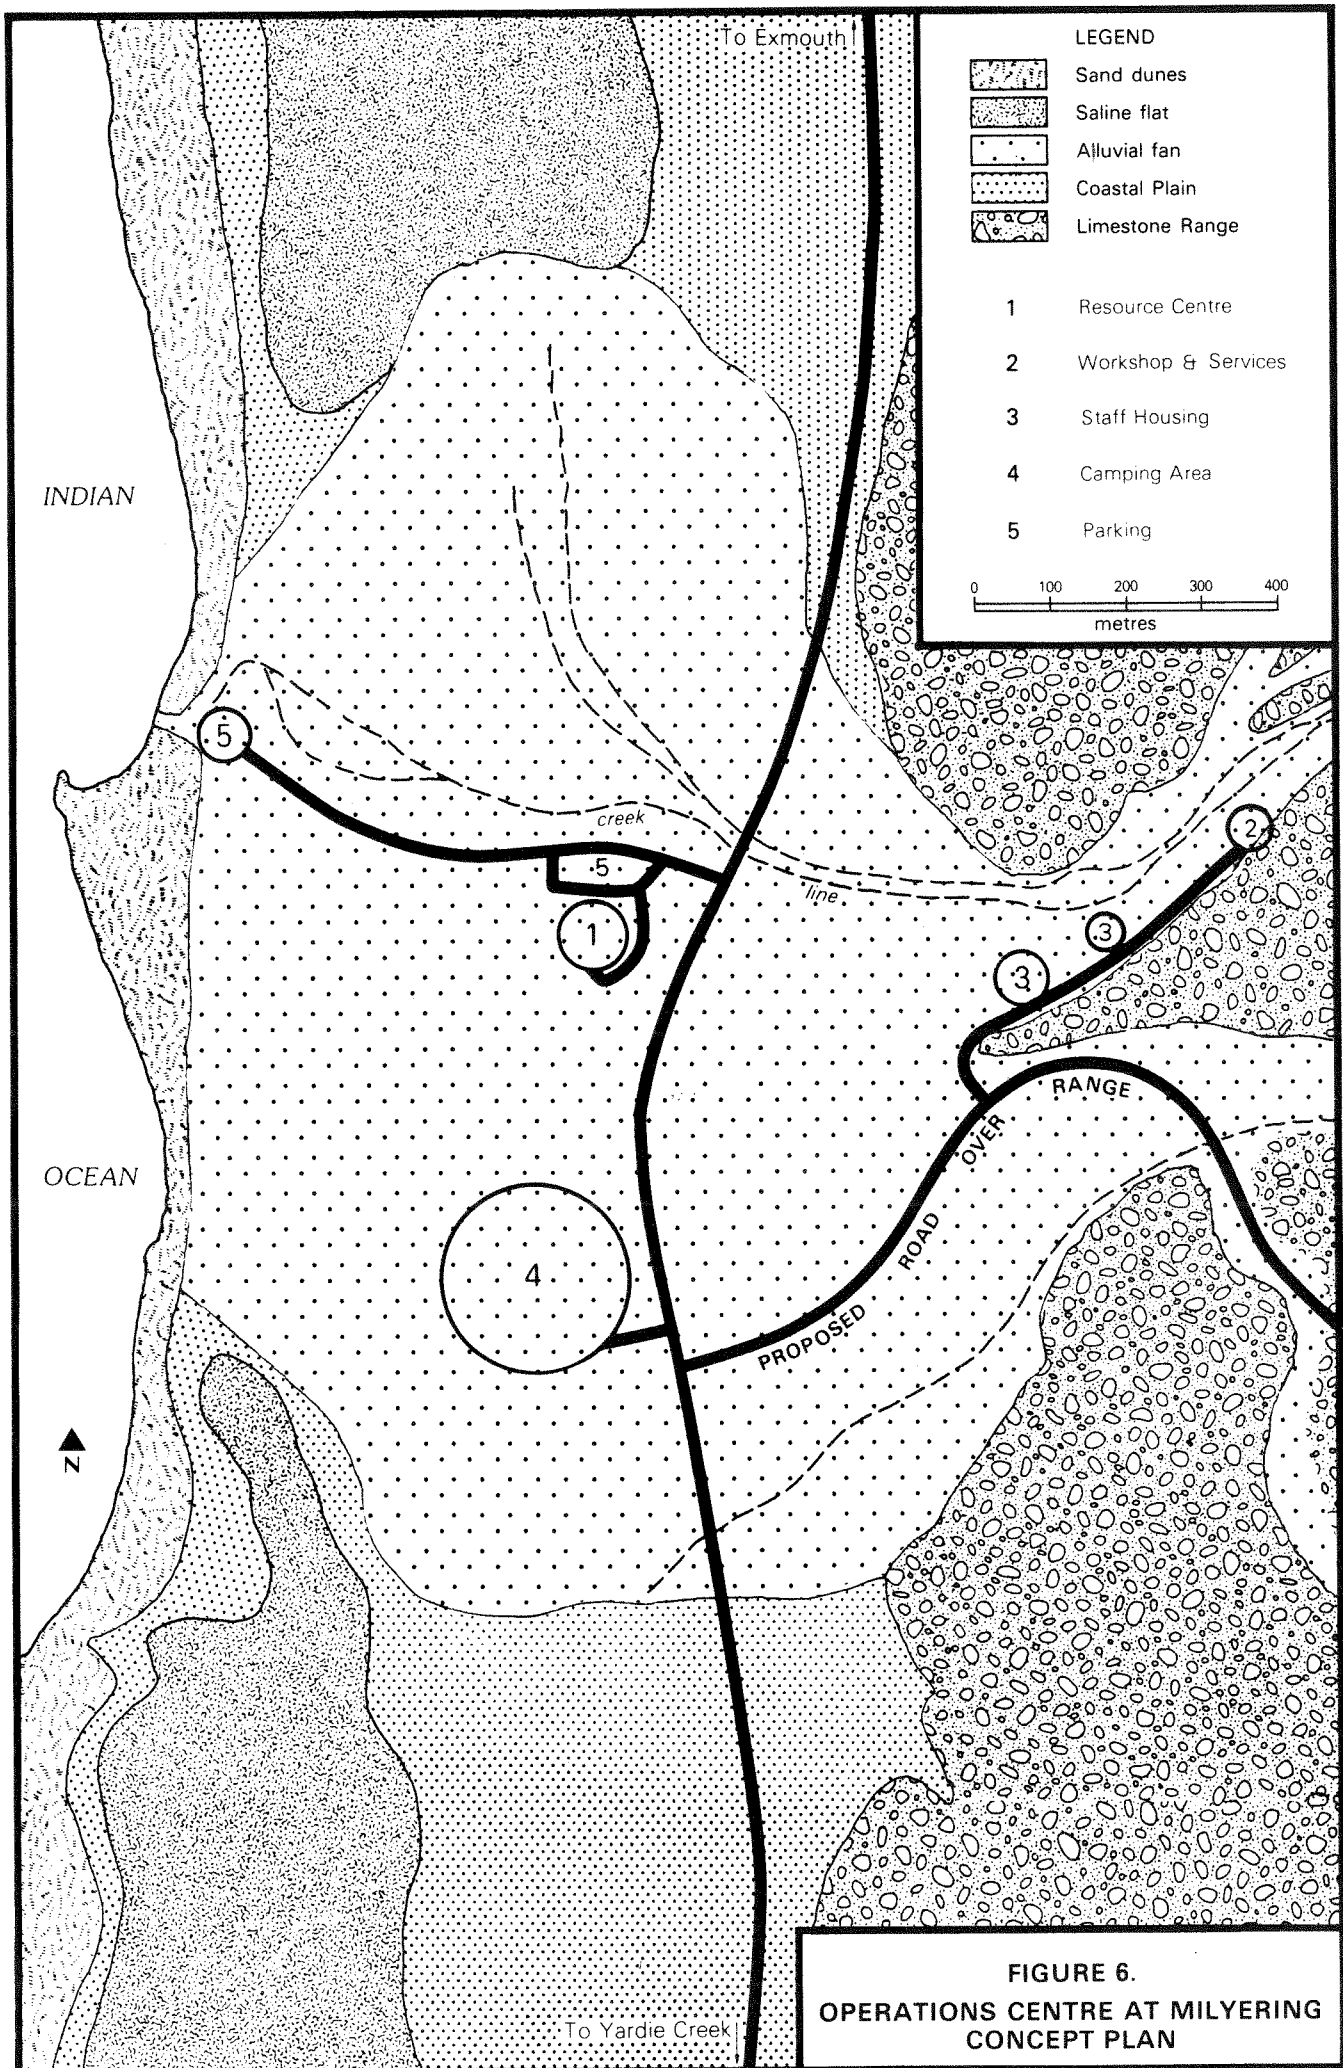 To Exmouth
LEGEND
Sand dunes
Saline flat
Alluvial fan
Coastal Plain
Limestone Range
1 Resource Centre
2 Workshop & Services
3 Staff Housing
4 Camping Area
5 Parking
0 100 200 300 400
metres
INDIAN
5
creek
2
5
line
1
3
3
RANGE
OVER
OCEAN
ROAD
4
PROPOSED
N
FIGURE 6.
OPERATIONS CENTRE AT MILYERING
CONCEPT PLAN
To Yardie Creek